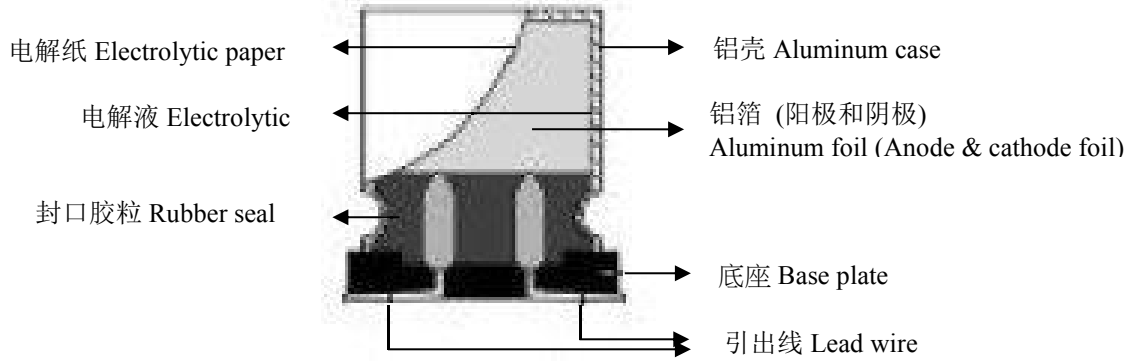 电解纸 Electrolytic paper
铝壳 Aluminum case
电解液 Electrolytic
铝箔 (阳极和阴极)
Aluminum foil (Anode & cathode foil)
封口胶粒 Rubber seal
底座 Base plate
引出线 Lead wire